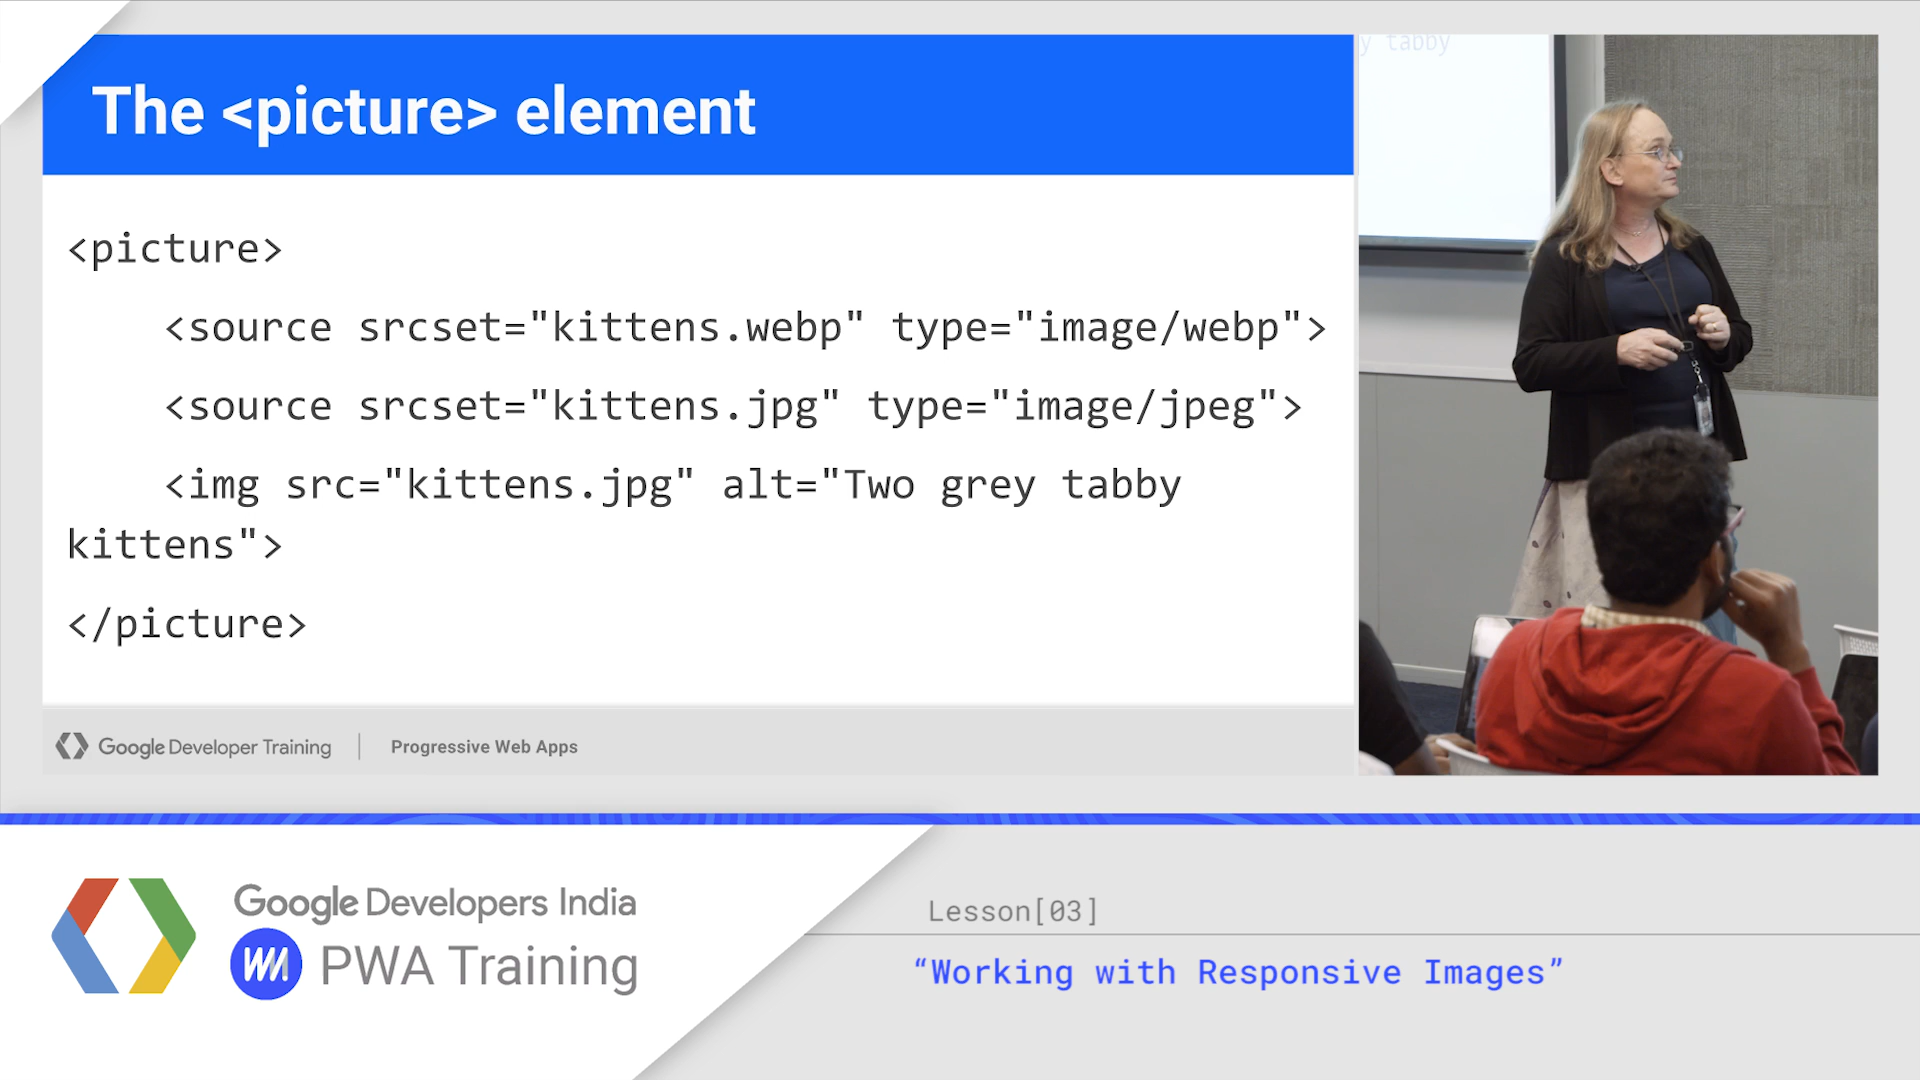 The <picture> element
<picture>
<source srcset="kittens.webp" type="image/webp">
<source srcset="kittens.jpg" type="image/jpeg">
<img src="kittens.jpg" alt="Two grey tabby
kittens">
</picture>
y tabby
Google Developer Training | Progressive Web Apps
Google Developers India
PWA Training
Lesson[03]
“Working with Responsive Images”